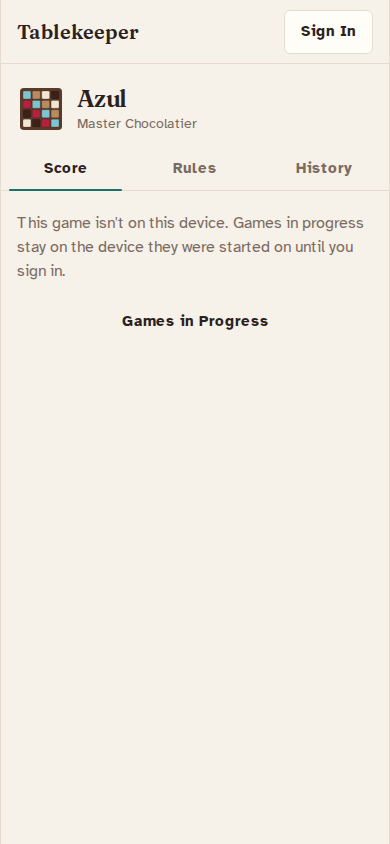 Tablekeeper
Sign In
Azul
Master Chocolatier
Score
Rules
History
This game isn't on this device. Games in progress
stay on the device they were started on until you
sign in.
Games in Progress